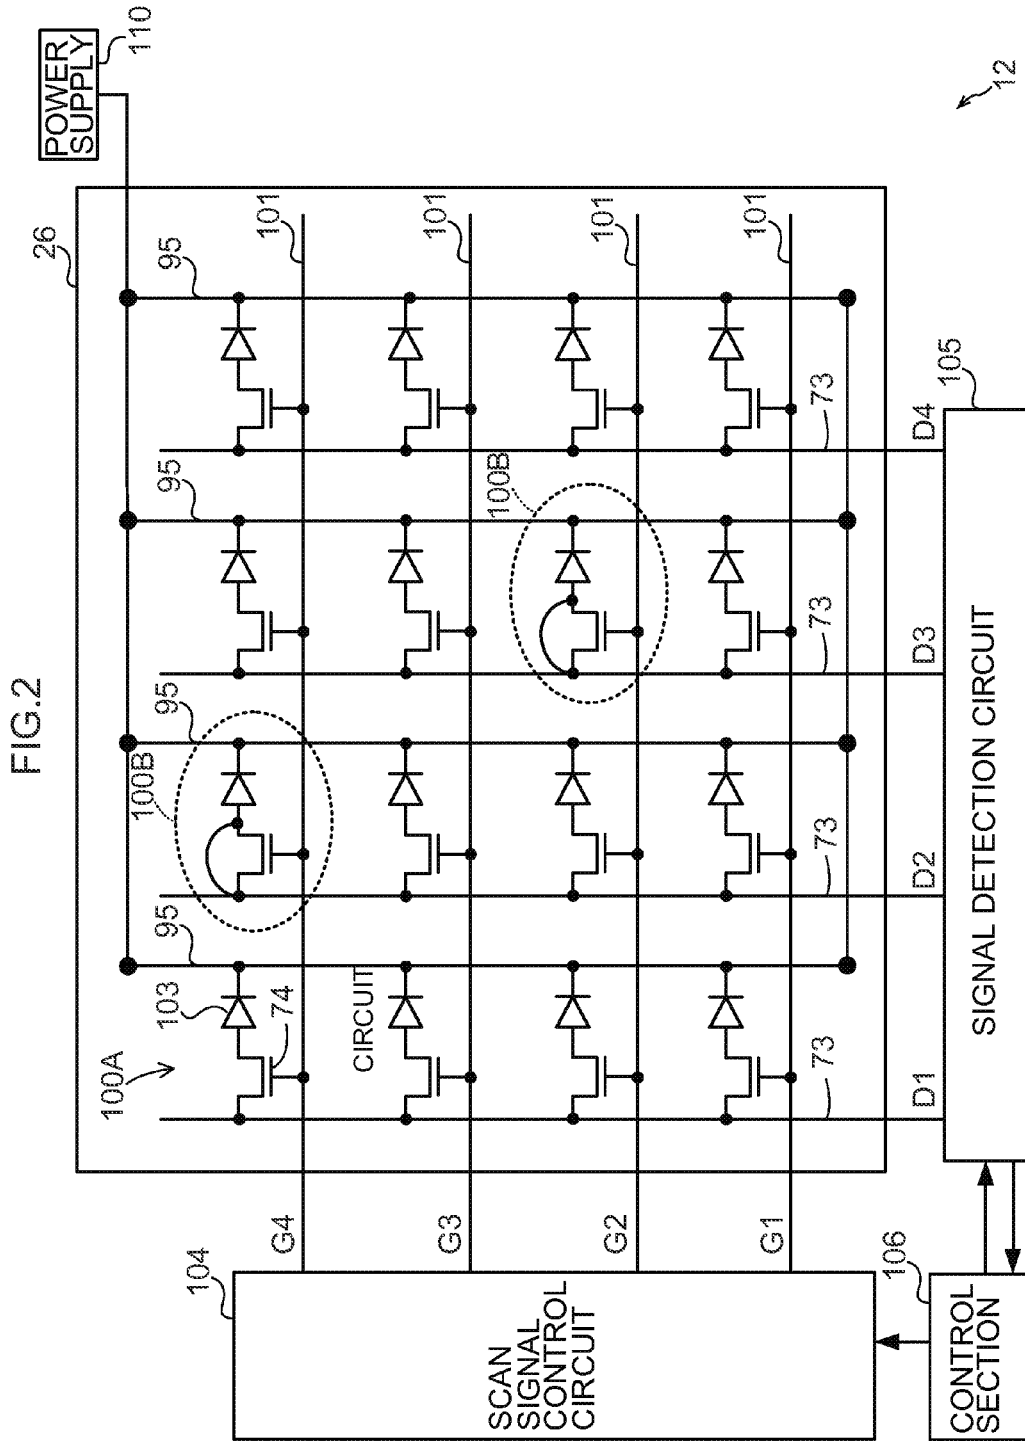 FIG.2
POWER
SUPPLY
110
12
26
95
95
95
95
101
101
101
101
100A
103
74
100B
100B
CIRCUIT
73
73
73
73
G4
G3
G2
G1
D1
D2
D3
D4
104
SCAN
SIGNAL
CONTROL
CIRCUIT
105
SIGNAL DETECTION CIRCUIT
106
CONTROL
SECTION